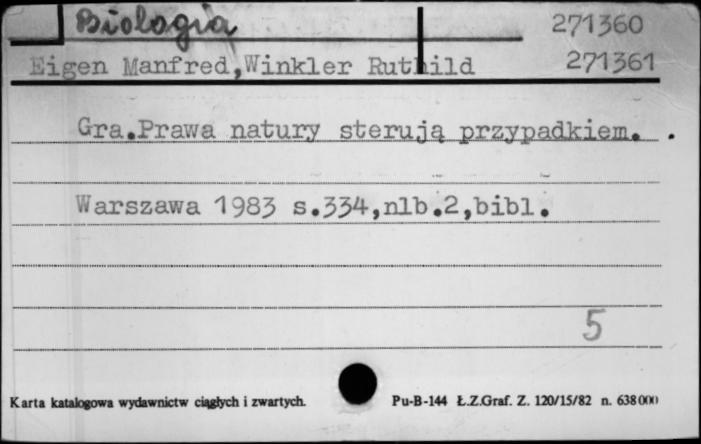 Biologia 271360
Eigen Manfred,Winkler Ruthild 271361
Gra.Prawa natury sterują przypadkiem. .
Warszawa 1983 s.334,nlb.2,bibl.
5
Karta katalogowa wydawnictw ciągłych i zwartych. Pu-B-144 Ł.Z.Graf. Z. 120/15/82 n. 638000